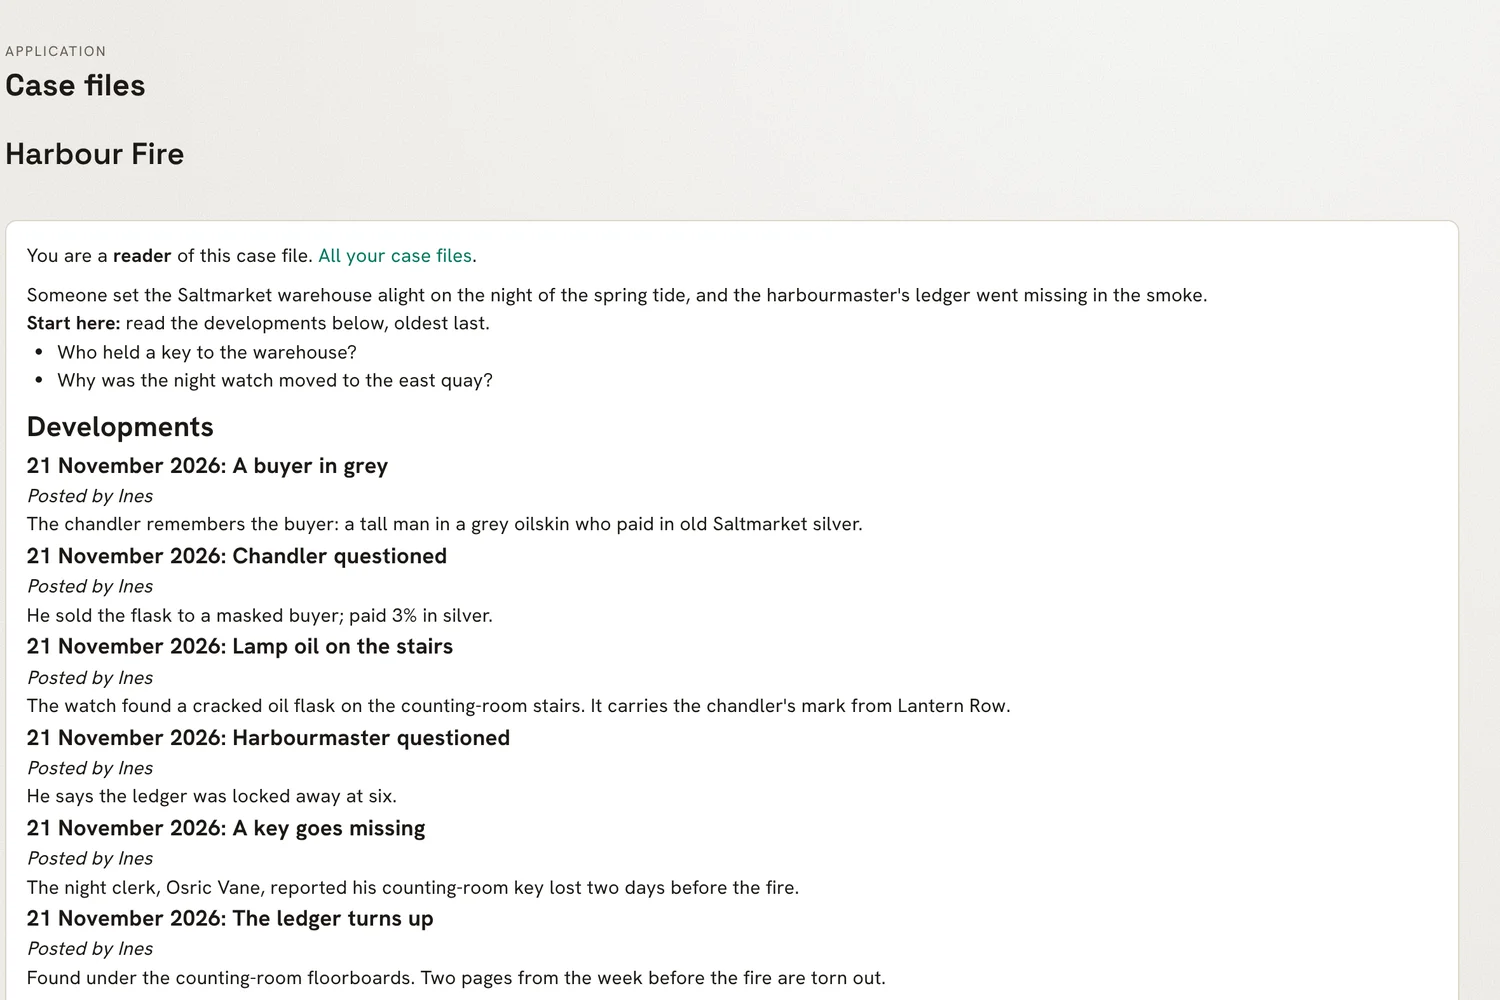 APPLICATION
Case files
Harbour Fire
You are a reader of this case file. All your case files.
Someone set the Saltmarket warehouse alight on the night of the spring tide, and the harbourmaster's ledger went missing in the smoke.
Start here: read the developments below, oldest last.
• Who held a key to the warehouse?
• Why was the night watch moved to the east quay?
Developments
21 November 2026: A buyer in grey
Posted by Ines
The chandler remembers the buyer: a tall man in a grey oilskin who paid in old Saltmarket silver.
21 November 2026: Chandler questioned
Posted by Ines
He sold the flask to a masked buyer; paid 3% in silver.
21 November 2026: Lamp oil on the stairs
Posted by Ines
The watch found a cracked oil flask on the counting-room stairs. It carries the chandler's mark from Lantern Row.
21 November 2026: Harbourmaster questioned
Posted by Ines
He says the ledger was locked away at six.
21 November 2026: A key goes missing
Posted by Ines
The night clerk, Osric Vane, reported his counting-room key lost two days before the fire.
21 November 2026: The ledger turns up
Posted by Ines
Found under the counting-room floorboards. Two pages from the week before the fire are torn out.